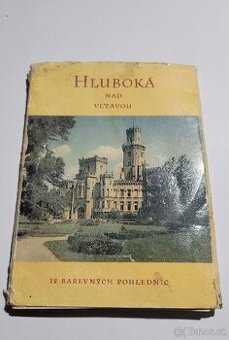 HLUBOKÁ
NAD
VLTAVOU
12 BAREVNÝCH POHLEDNIC